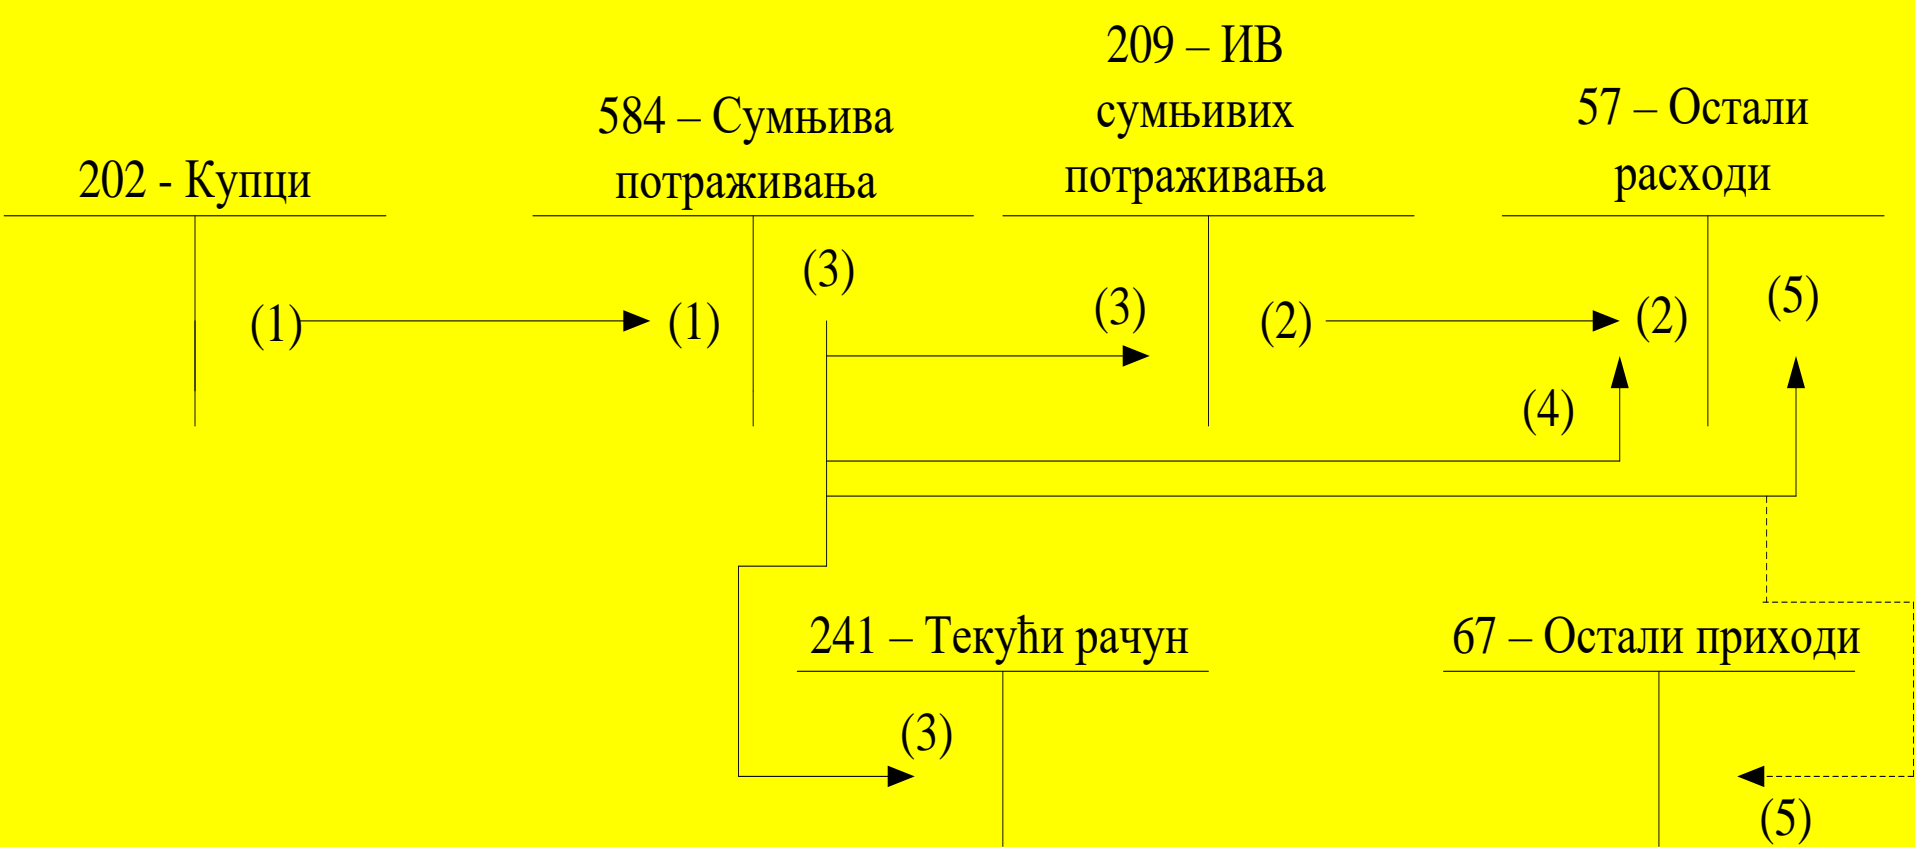 209 – ИВ
сумњивих
потраживања
584 – Сумњива
потраживања
57 – Остали
расходи
202 - Купци
(3)
(5)
(3)
(1)
(1)
(2)
(2)
(4)
241 – Текући рачун
67 – Остали приходи
(3)
(5)